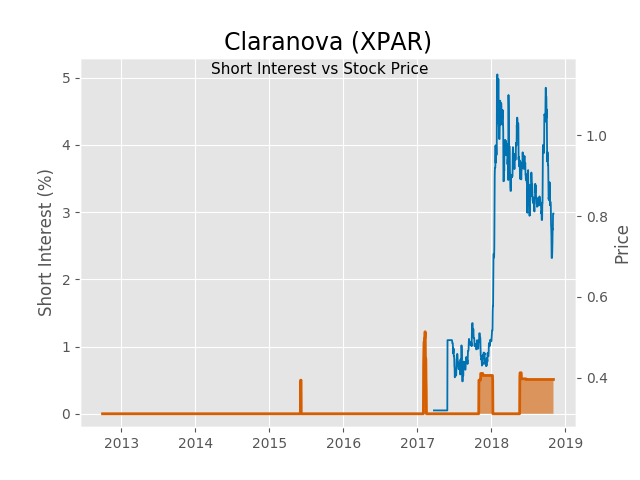 Claranova (XPAR)
Short Interest vs Stock Price
Short Interest (%)
5
4
3
2
1
0
1.0
0.8
0.6
0.4
Price
2013 2014 2015 2016 2017 2018 2019